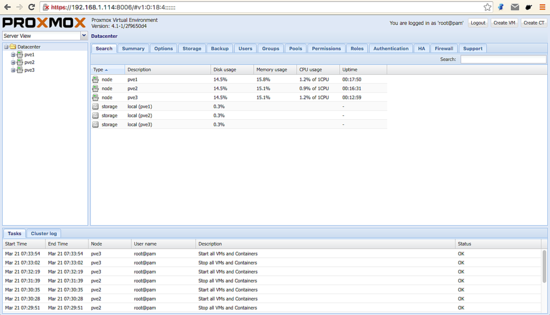 https://192.168.1.114:8006/#v1:0:18:4::::::
PROXMOX Proxmox Virtual Environment
Version: 4.1-1/2f9650d4
You are logged in as 'root@pam' Logout Create VM Create CT
Server View
Datacenter
pve1
pve2
pve3
Datacenter
Search Summary Options Storage Backup Users Groups Pools Permissions Roles Authentication HA Firewall Support
Search:
Type Description Disk usage Memory usage CPU usage Uptime
node pve1 14.5% 15.8% 1.2% of 1CPU 00:17:50
node pve2 14.5% 15.1% 0.9% of 1CPU 00:16:31
node pve3 14.5% 15.1% 1.2% of 1CPU 00:12:59
storage local (pve1) 0.3% -
storage local (pve2) 0.3% -
storage local (pve3) 0.3% -
Tasks Cluster log
Start Time End Time Node User name Description Status
Mar 21 07:33:54 Mar 21 07:33:54 pve3 root@pam Start all VMs and Containers OK
Mar 21 07:33:02 Mar 21 07:33:02 pve3 root@pam Stop all VMs and Containers OK
Mar 21 07:32:19 Mar 21 07:32:19 pve3 root@pam Start all VMs and Containers OK
Mar 21 07:31:39 Mar 21 07:31:39 pve2 root@pam Stop all VMs and Containers OK
Mar 21 07:30:35 Mar 21 07:30:35 pve2 root@pam Start all VMs and Containers OK
Mar 21 07:30:28 Mar 21 07:30:28 pve2 root@pam Start all VMs and Containers OK
Mar 21 07:29:51 Mar 21 07:29:51 pve2 root@pam Stop all VMs and Containers OK